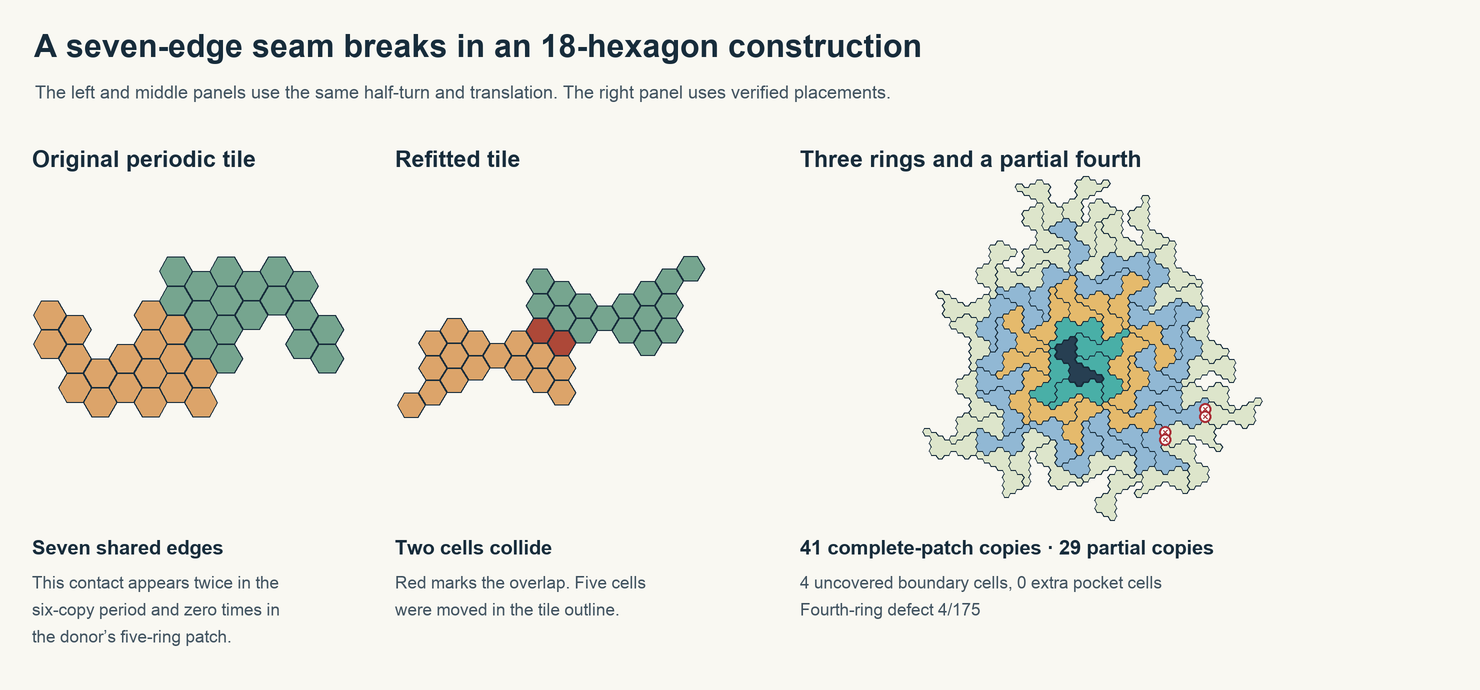 A seven-edge seam breaks in an 18-hexagon construction
The left and middle panels use the same half-turn and translation. The right panel uses verified placements.
Original periodic tile
Refitted tile
Three rings and a partial fourth
Seven shared edges
This contact appears twice in the
six-copy period and zero times in
the donor’s five-ring patch.
Two cells collide
Red marks the overlap. Five cells
were moved in the tile outline.
41 complete-patch copies · 29 partial copies
4 uncovered boundary cells, 0 extra pocket cells
Fourth-ring defect 4/175